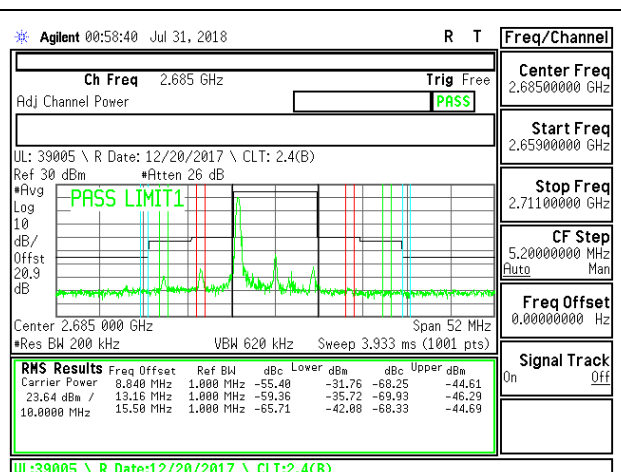 Agilent 00:58:40 Jul 31, 2018 R T
Freq/Channel
Ch Freq 2.685 GHz Trig Free
Adj Channel Power PASS
Center Freq
2.68500000 GHz
Start Freq
2.65900000 GHz
UL: 39005 \ R Date: 12/20/2017 \ CLT: 2.4(B)
Ref 30 dBm #Atten 26 dB
#Avg
Log
10
dB/
Offst
20.9
dB
PASS LIMIT1
Stop Freq
2.71100000 GHz
CF Step
5.20000000 MHz
Auto Man
Freq Offset
0.00000000 Hz
Center 2.685 000 GHz Span 52 MHz
#Res BW 200 kHz VBW 620 kHz Sweep 3.933 ms (1001 pts)
Signal Track
On Off
RMS Results Freq Offset Ref BW dBc Lower dBm dBc Upper dBm
Carrier Power 8.840 MHz 1.000 MHz -55.40 -31.76 -68.25 -44.61
23.64 dBm / 13.16 MHz 1.000 MHz -59.36 -35.72 -69.93 -46.29
10.0000 MHz 15.50 MHz 1.000 MHz -65.71 -42.08 -68.33 -44.69
UL:39005 \ R Date:12/20/2017 \ CLT:2.4(B)